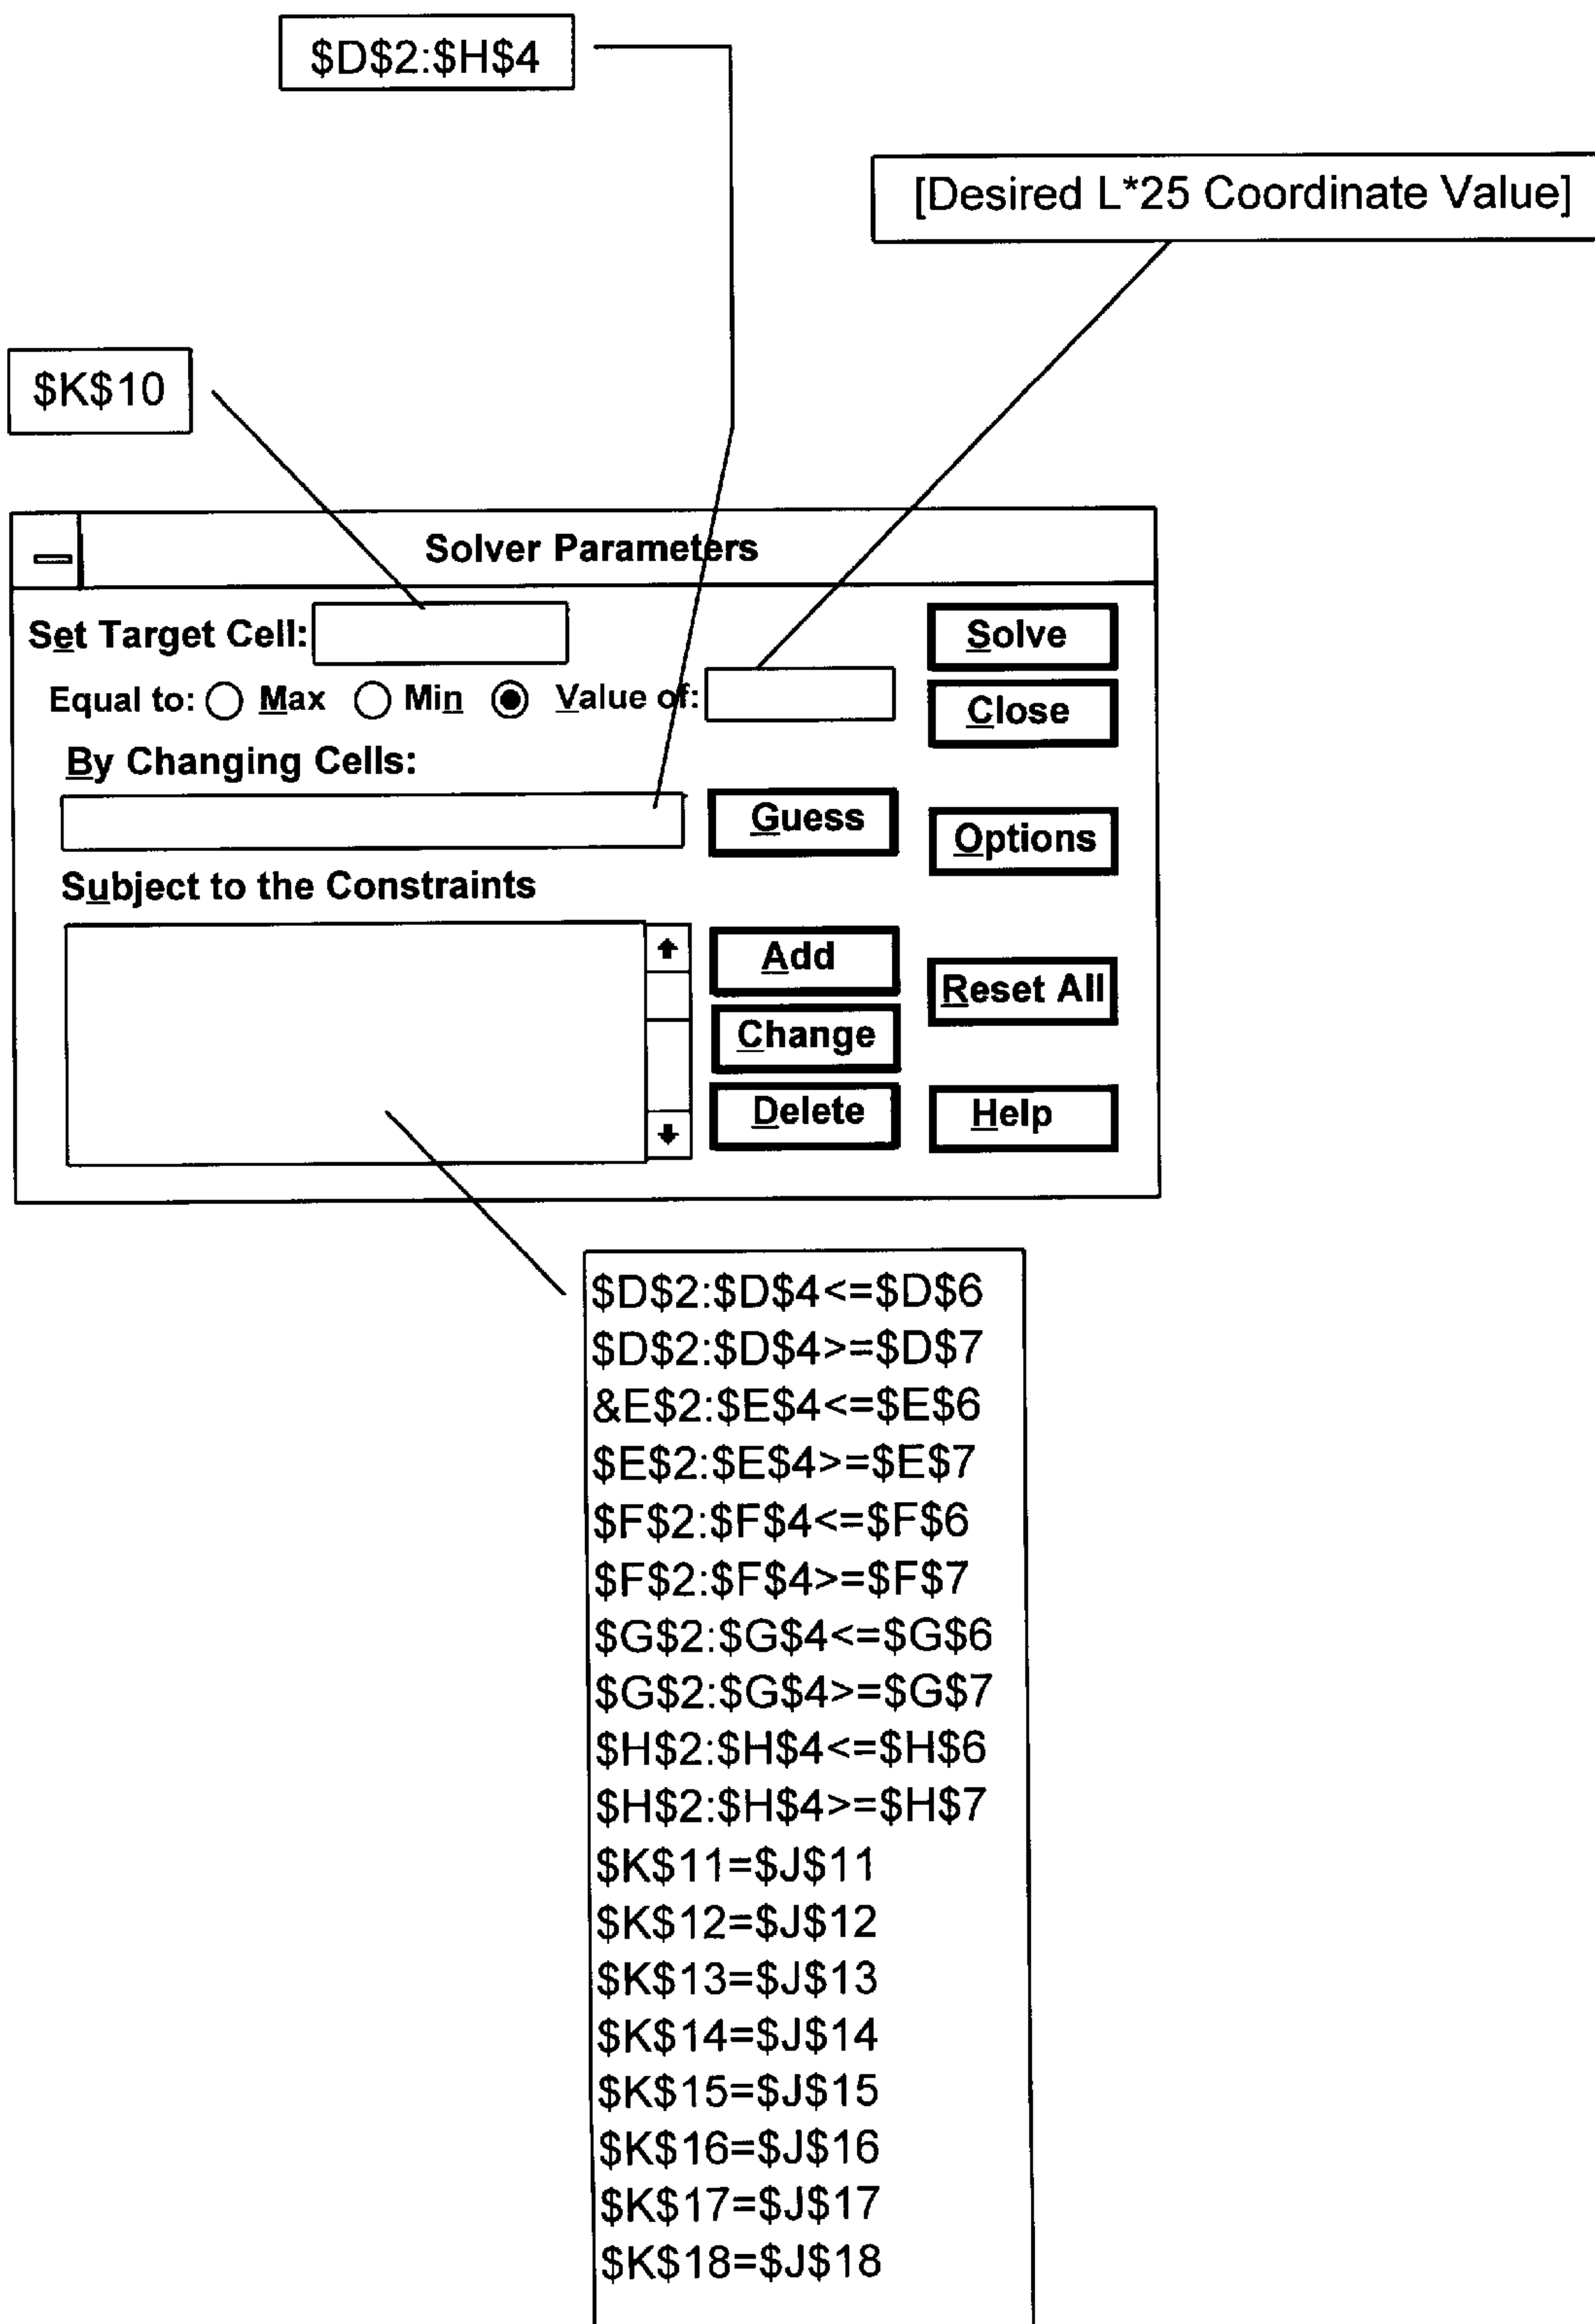 $D$2:$H$4
[Desired L*25 Coordinate Value]
$K$10
Solver Parameters
Set Target Cell:
Solve
Equal to: Max Min Value of:
Close
By Changing Cells:
Guess
Options
Subject to the Constraints
Add
Reset All
Change
Delete
Help
$D$2:$D$4<=$D$6
$D$2:$D$4>=$D$7
&E$2:$E$4<=$E$6
$E$2:$E$4>=$E$7
$F$2:$F$4<=$F$6
$F$2:$F$4>=$F$7
$G$2:$G$4<=$G$6
$G$2:$G$4>=$G$7
$H$2:$H$4<=$H$6
$H$2:$H$4>=$H$7
$K$11=$J$11
$K$12=$J$12
$K$13=$J$13
$K$14=$J$14
$K$15=$J$15
$K$16=$J$16
$K$17=$J$17
$K$18=$J$18